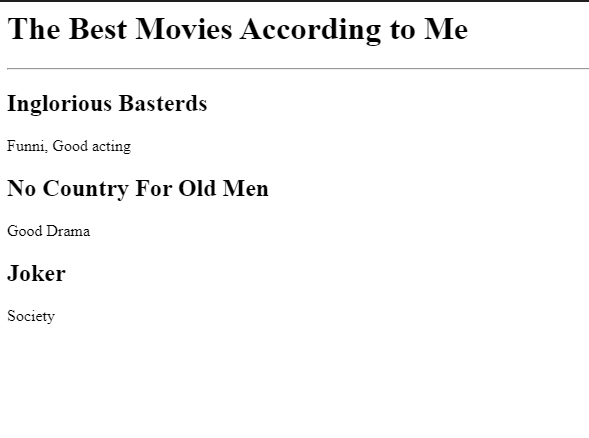 The Best Movies According to Me
Inglorious Basterds
Funni, Good acting
No Country For Old Men
Good Drama
Joker
Society